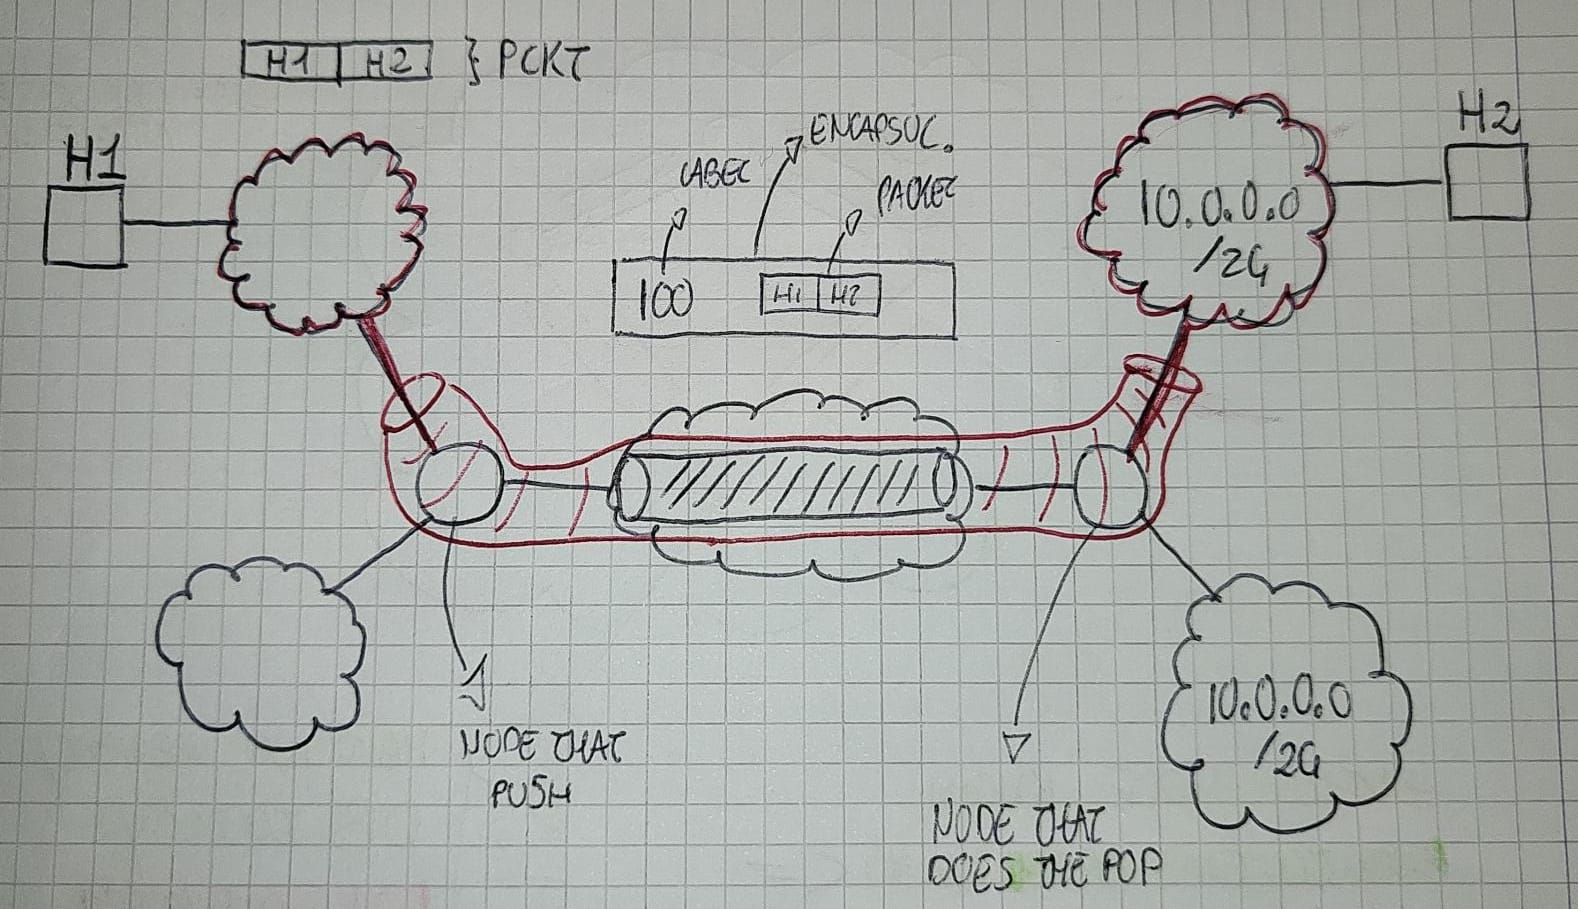 H1 H2 } PCKT
H1
H2
ENCAPSUL.
LABEL
PACKET
100 H1 H2
10.0.0.0
/24
10.0.0.0
/24
NODE THAT
PUSH
NODE THAT
DOES THE POP